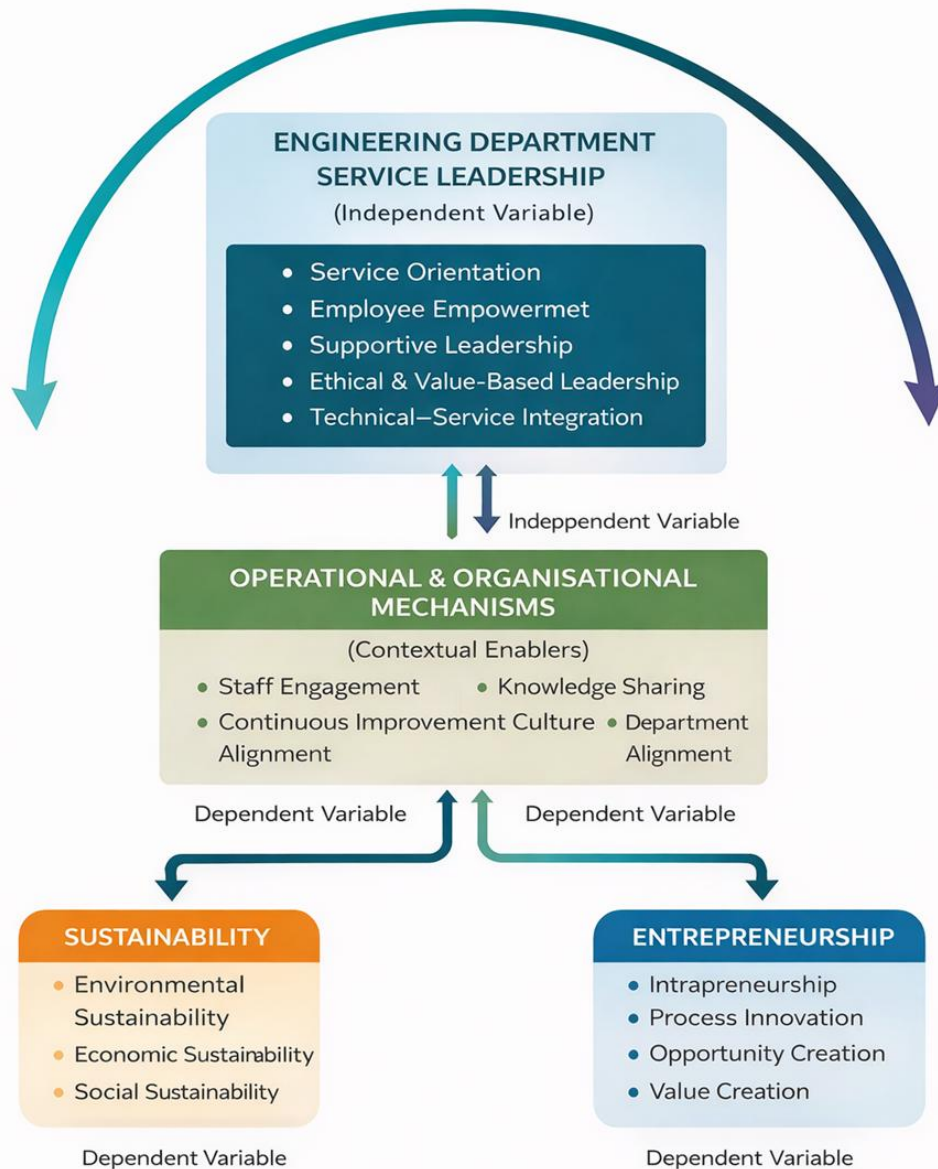 ENGINEERING DEPARTMENT
SERVICE LEADERSHIP
(Independent Variable)
• Service Orientation
• Employee Empowermet
• Supportive Leadership
• Ethical & Value-Based Leadership
• Technical–Service Integration
Indeppendent Variable
OPERATIONAL & ORGANISATIONAL
MECHANISMS
(Contextual Enablers)
• Staff Engagement • Knowledge Sharing
• Continuous Improvement Culture • Department
Alignment Alignment
Dependent Variable Dependent Variable
SUSTAINABILITY
• Environmental
Sustainability
• Economic Sustainability
• Social Sustainability
Dependent Variable
ENTREPRENEURSHIP
• Intrapreneurship
• Process Innovation
• Opportunity Creation
• Value Creation
Dependent Variable